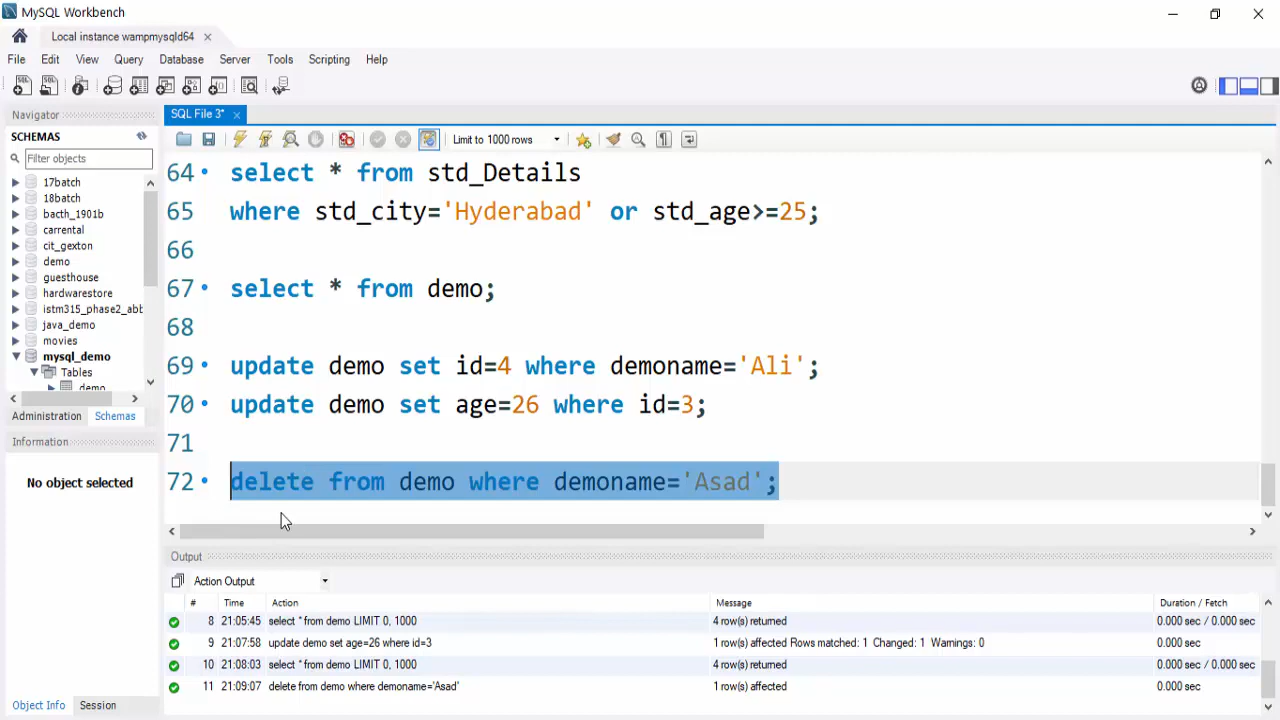 MySQL Workbench
Local instance wampmysqld64
File Edit View Query Database Server Tools Scripting Help
Navigator
SCHEMAS
Filter objects
17batch
18batch
bacth_1901b
carrental
cit_gexton
demo
guesthouse
hardwarestore
istm315_phase2_abb
java_demo
movies
mysql_demo
Tables
demo
Administration Schemas
Information
No object selected
Object Info Session
SQL File 3*
Limit to 1000 rows
64 select * from std_Details
65 where std_city='Hyderabad' or std_age>=25;
66
67 select * from demo;
68
69 update demo set id=4 where demoname='Ali';
70 update demo set age=26 where id=3;
71
72 delete from demo where demoname='Asad';
Output
Action Output
# Time Action Message Duration / Fetch
8 21:05:45 select * from demo LIMIT 0, 1000 4 row(s) returned 0.000 sec / 0.000 sec
9 21:07:58 update demo set age=26 where id=3 1 row(s) affected Rows matched: 1 Changed: 1 Warnings: 0 0.000 sec
10 21:08:03 select * from demo LIMIT 0, 1000 4 row(s) returned 0.000 sec / 0.000 sec
11 21:09:07 delete from demo where demoname='Asad' 1 row(s) affected 0.000 sec